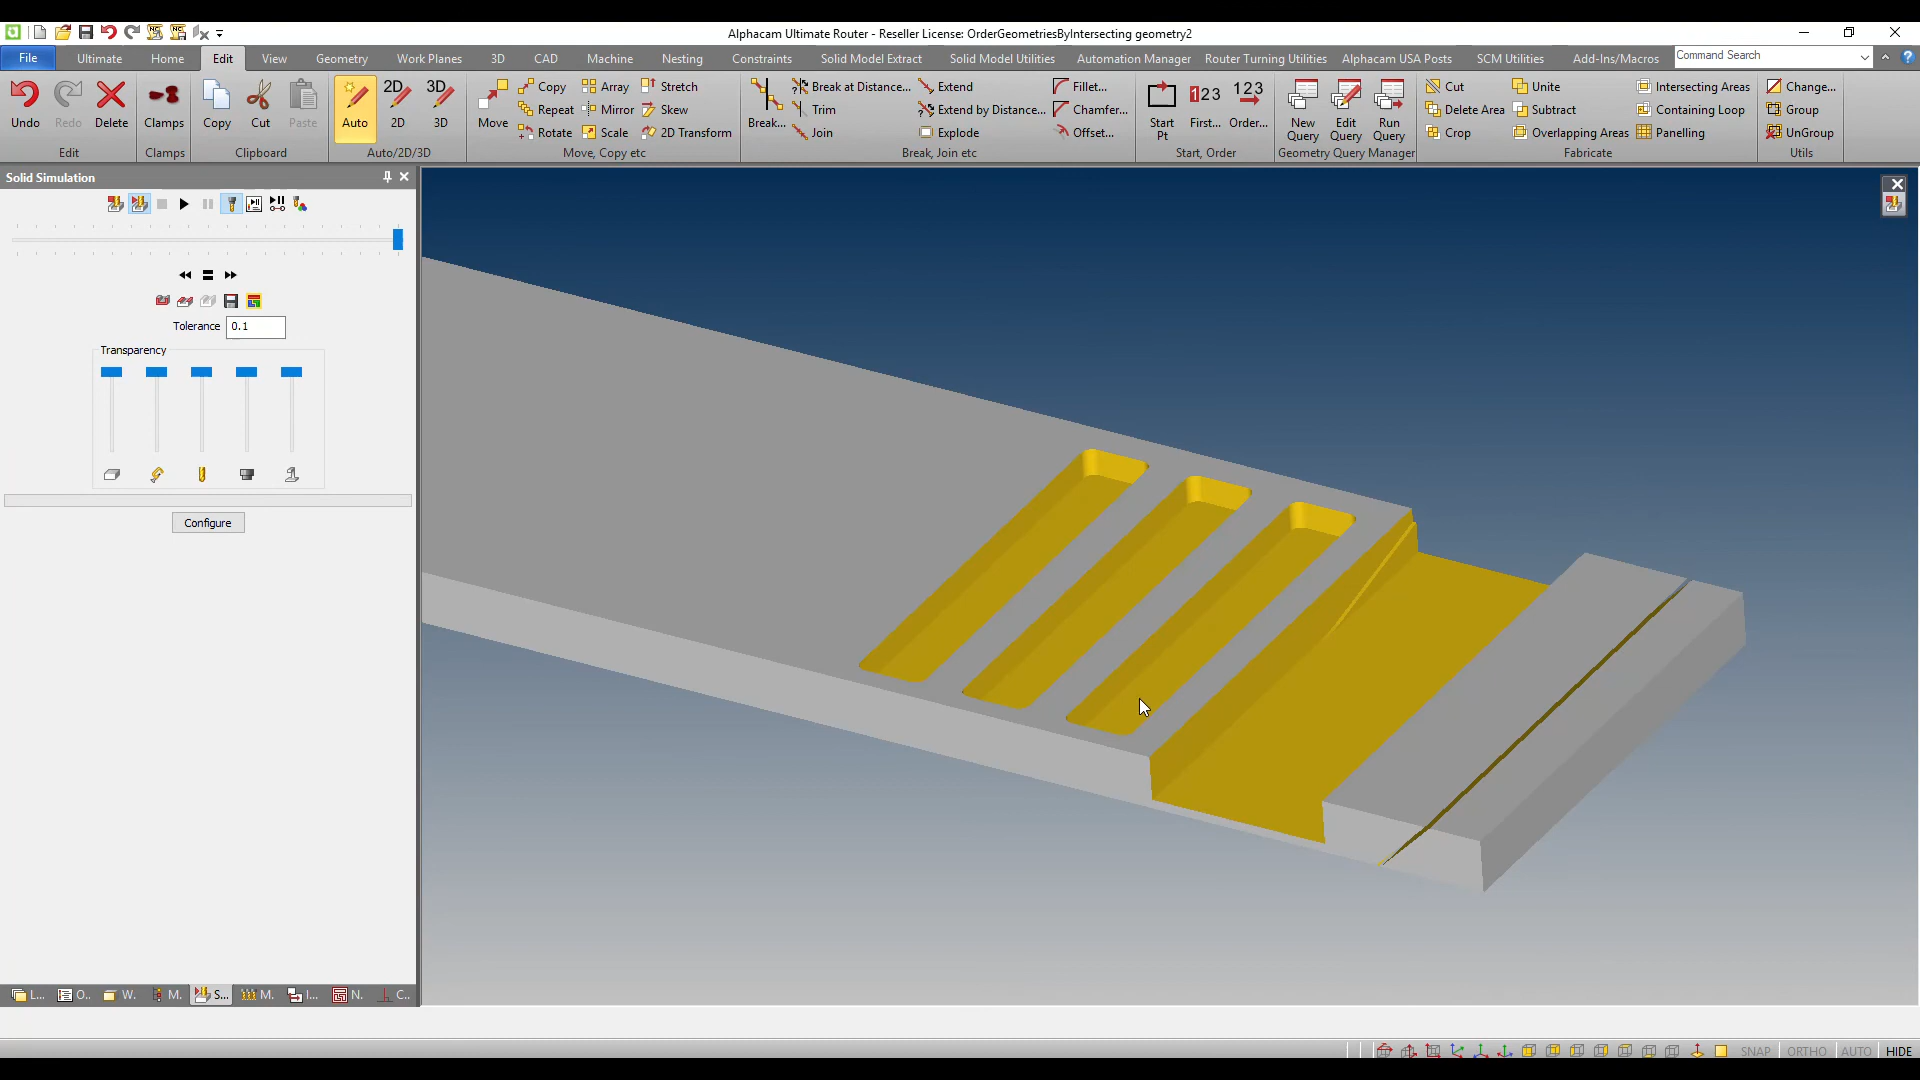 Alphacam Ultimate Router - Reseller License: OrderGeometriesByIntersecting geometry2
File Ultimate Home Edit View Geometry Work Planes 3D CAD Machine Nesting Constraints Solid Model Extract Solid Model Utilities Automation Manager Router Turning Utilities Alphacam USA Posts SCM Utilities Add-Ins/Macros Command Search
Undo Redo Delete
Edit
Clamps
Clamps
Copy Cut Paste
Clipboard
Auto 2D 3D
2D 3D
Auto/2D/3D
Move
Copy Array Stretch
Repeat Mirror Skew
Rotate Scale 2D Transform
Move, Copy etc
Break...
Break at Distance... Extend Fillet...
Trim Extend by Distance... Chamfer...
Join Explode Offset...
Break, Join etc
123 123
Start Pt First... Order...
Start, Order
New Query Edit Query Run Query
Geometry Query Manager
Cut Unite Intersecting Areas
Delete Area Subtract Containing Loop
Crop Overlapping Areas Panelling
Fabricate
Change...
Group
UnGroup
Utils
Solid Simulation
Tolerance 0.1
Transparency
Configure
L... O.. W. M. S... M. I... N. C..
SNAP ORTHO AUTO HIDE